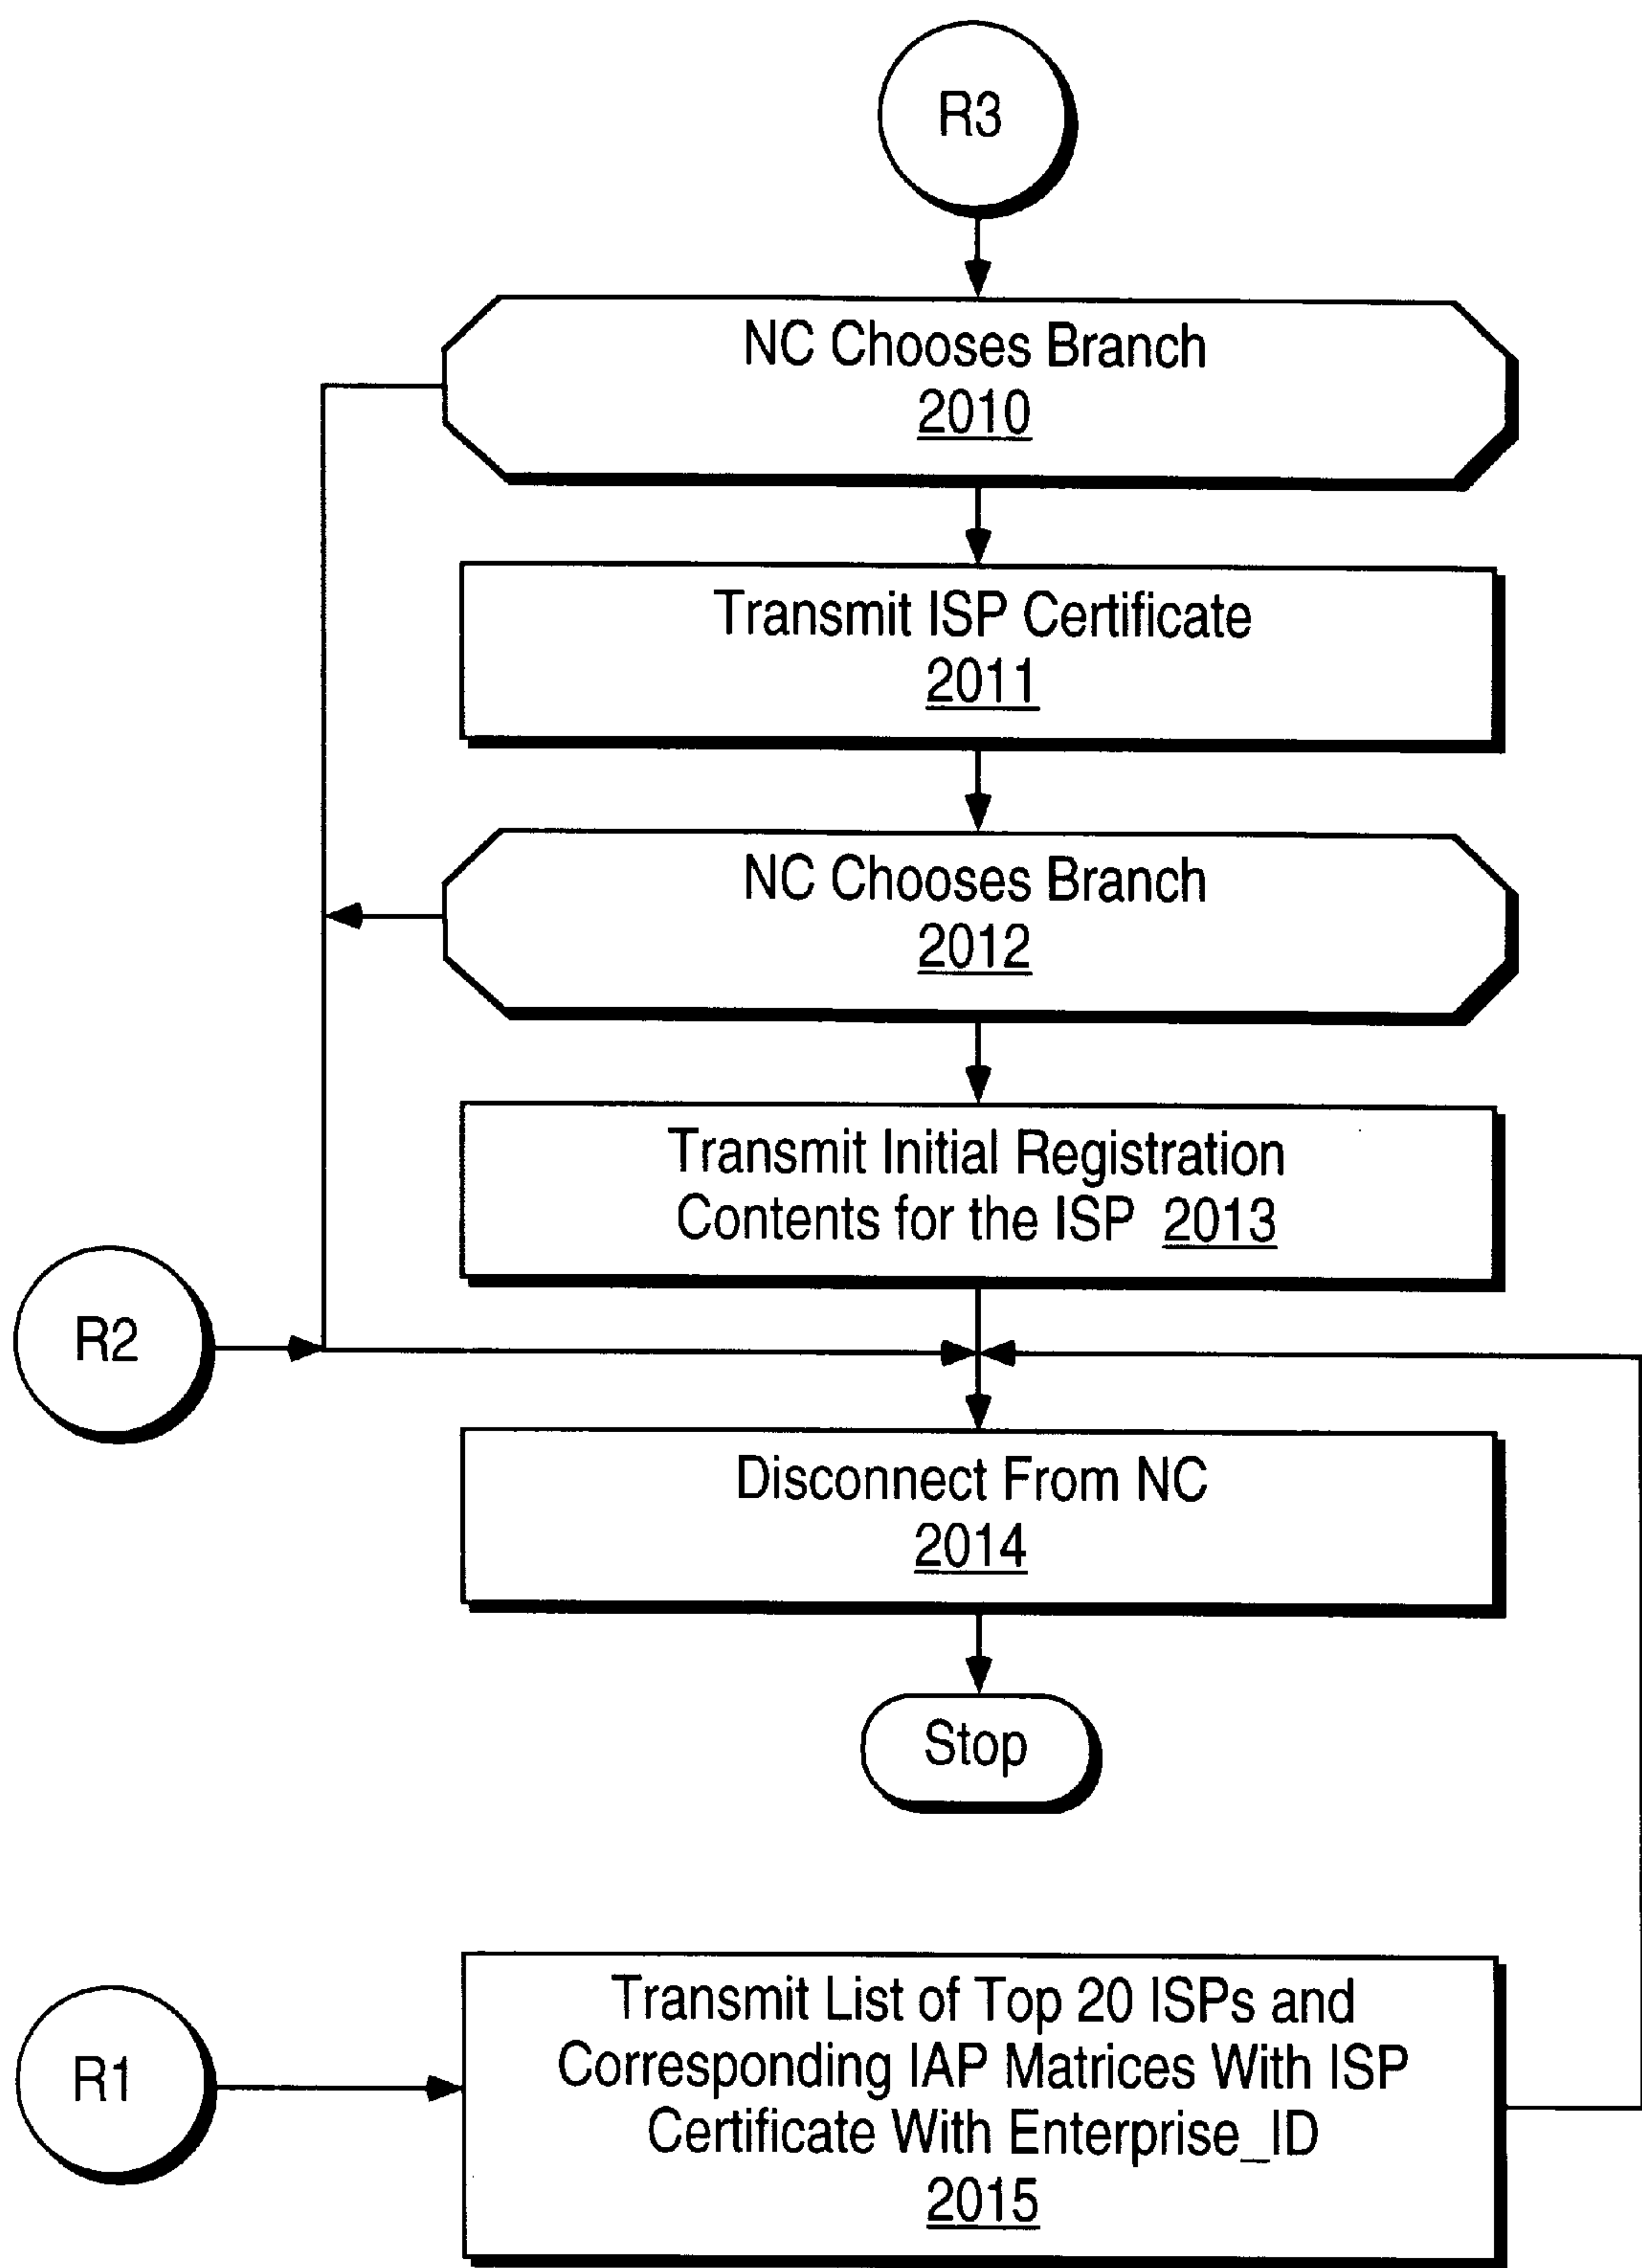 R3
NC Chooses Branch
2010
Transmit ISP Certificate
2011
NC Chooses Branch
2012
Transmit Initial Registration
Contents for the ISP 2013
R2
Disconnect From NC
2014
Stop
R1
Transmit List of Top 20 ISPs and
Corresponding IAP Matrices With ISP
Certificate With Enterprise_ID
2015